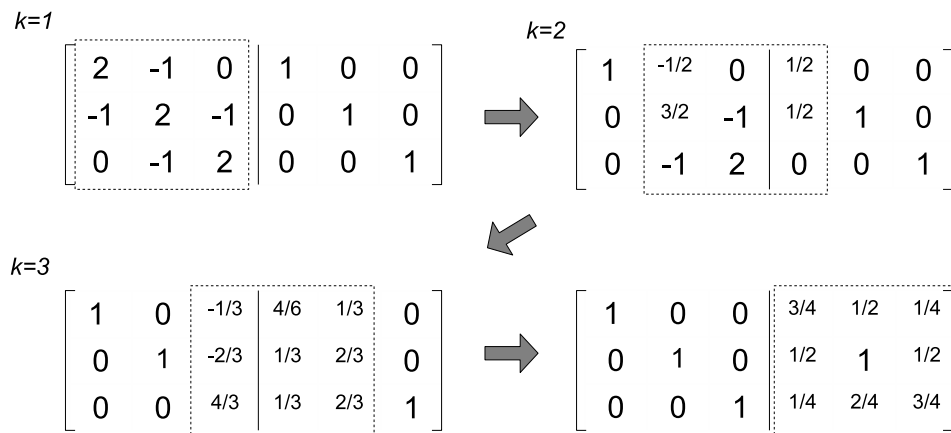 k=1
2 -1 0 1 0 0
-1 2 -1 0 1 0
0 -1 2 0 0 1
k=2
1 -1/2 0 1/2 0 0
0 3/2 -1 1/2 1 0
0 -1 2 0 0 1
k=3
1 0 -1/3 4/6 1/3 0
0 1 -2/3 1/3 2/3 0
0 0 4/3 1/3 2/3 1
1 0 0 3/4 1/2 1/4
0 1 0 1/2 1 1/2
0 0 1 1/4 2/4 3/4